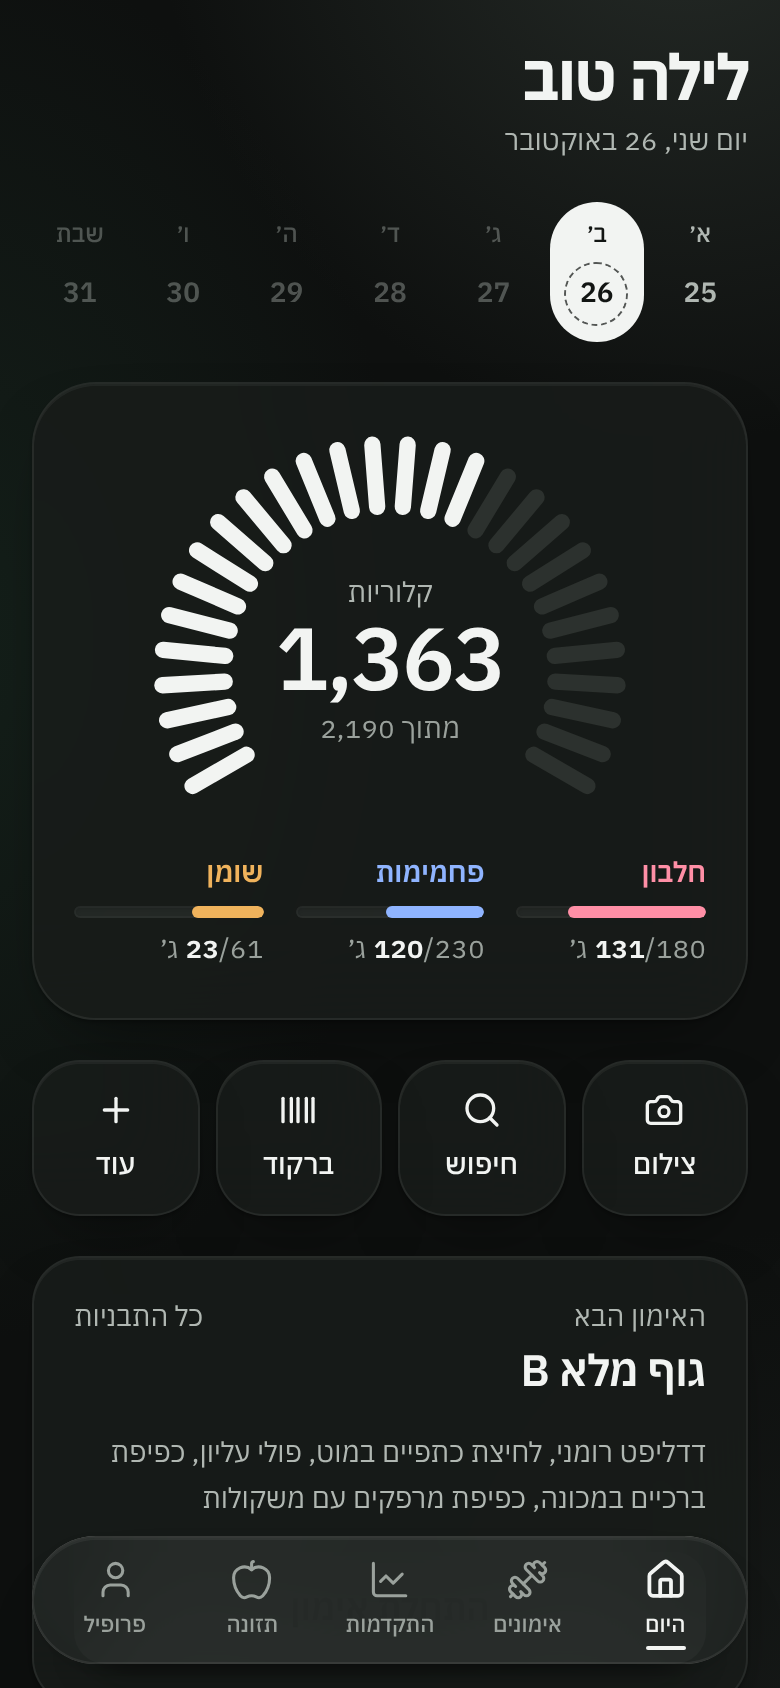 לילה טוב
יום שני, 26 באוקטובר
א׳ ב׳ ג׳ ד׳ ה׳ ו׳ שבת
25 26 27 28 29 30 31
קלוריות
1,363
מתוך 2,190
חלבון פחמימות שומן
131/180 ג׳ 120/230 ג׳ 23/61 ג׳
צילום חיפוש ברקוד עוד
האימון הבא כל התבניות
גוף מלא B
דדליפט רומני, לחיצת כתפיים במוט, פולי עליון, כפיפת
ברכיים במכונה, כפיפת מרפקים עם משקולות
היום אימונים התקדמות תזונה פרופיל